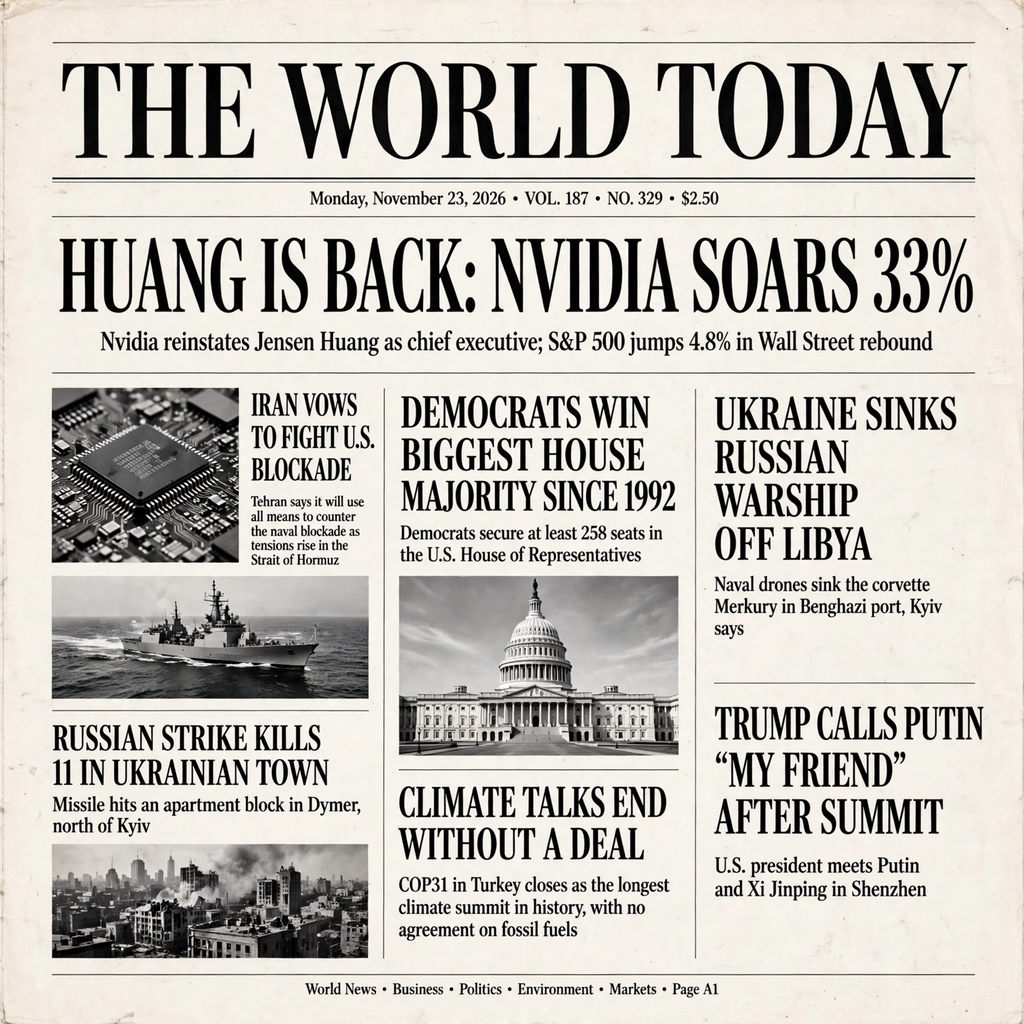 THE WORLD TODAY
Monday, November 23, 2026 • VOL. 187 • NO. 329 • $2.50
HUANG IS BACK: NVIDIA SOARS 33%
Nvidia reinstates Jensen Huang as chief executive; S&P 500 jumps 4.8% in Wall Street rebound
IRAN VOWS
TO FIGHT U.S.
BLOCKADE
Tehran says it will use
all means to counter
the naval blockade as
tensions rise in the
Strait of Hormuz
RUSSIAN STRIKE KILLS
11 IN UKRAINIAN TOWN
Missile hits an apartment block in Dymer,
north of Kyiv
DEMOCRATS WIN
BIGGEST HOUSE
MAJORITY SINCE 1992
Democrats secure at least 258 seats in
the U.S. House of Representatives
CLIMATE TALKS END
WITHOUT A DEAL
COP31 in Turkey closes as the longest
climate summit in history, with no
agreement on fossil fuels
UKRAINE SINKS
RUSSIAN
WARSHIP
OFF LIBYA
Naval drones sink the corvette
Merkury in Benghazi port, Kyiv
says
TRUMP CALLS PUTIN
“MY FRIEND”
AFTER SUMMIT
U.S. president meets Putin
and Xi Jinping in Shenzhen
World News • Business • Politics • Environment • Markets • Page A1